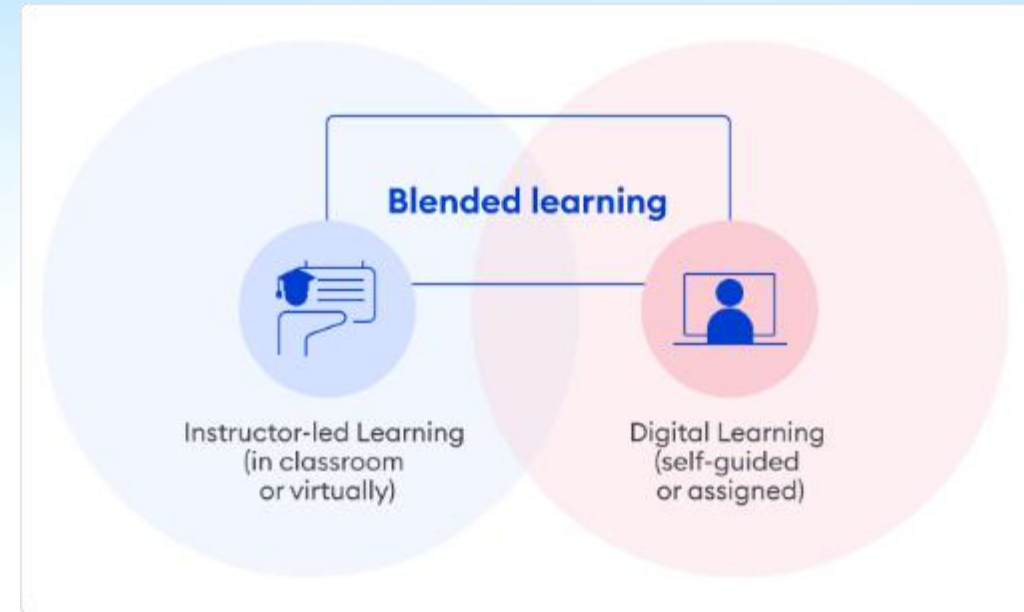 Blended learning
Instructor-led Learning
(in classroom
or virtually)
Digital Learning
(self-guided
or assigned)